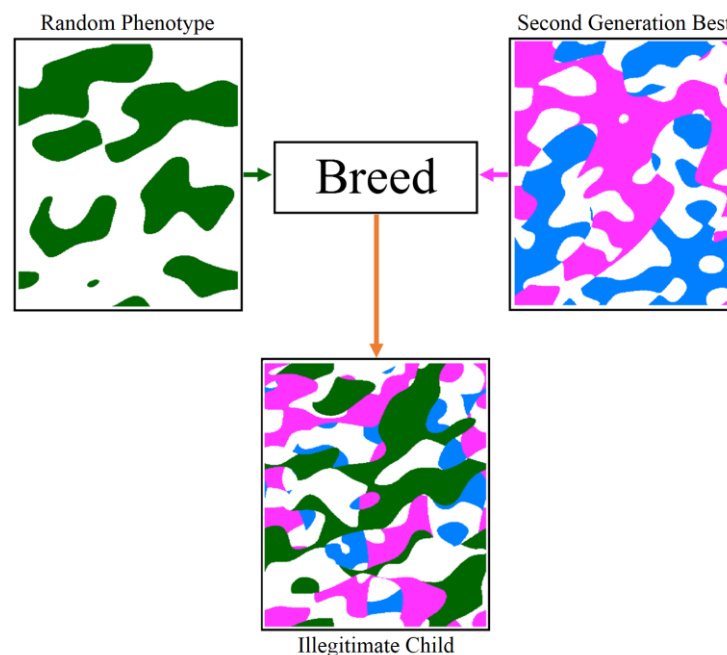 Random Phenotype
Second Generation Best
Breed
Illegitimate Child